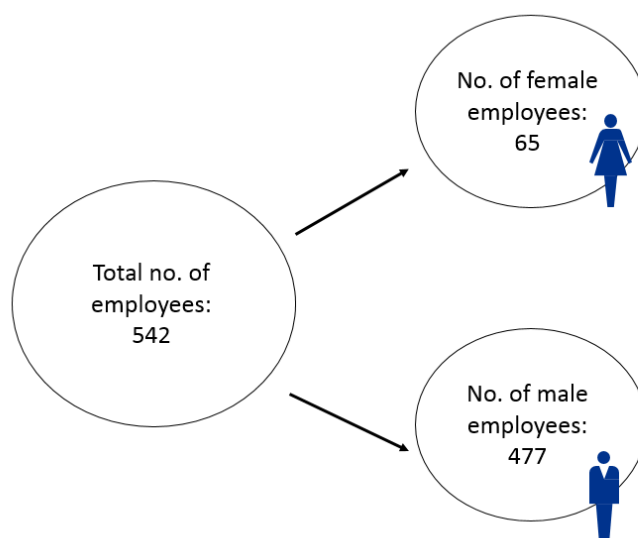 No. of female
employees:
65
Total no. of
employees:
542
No. of male
employees:
477